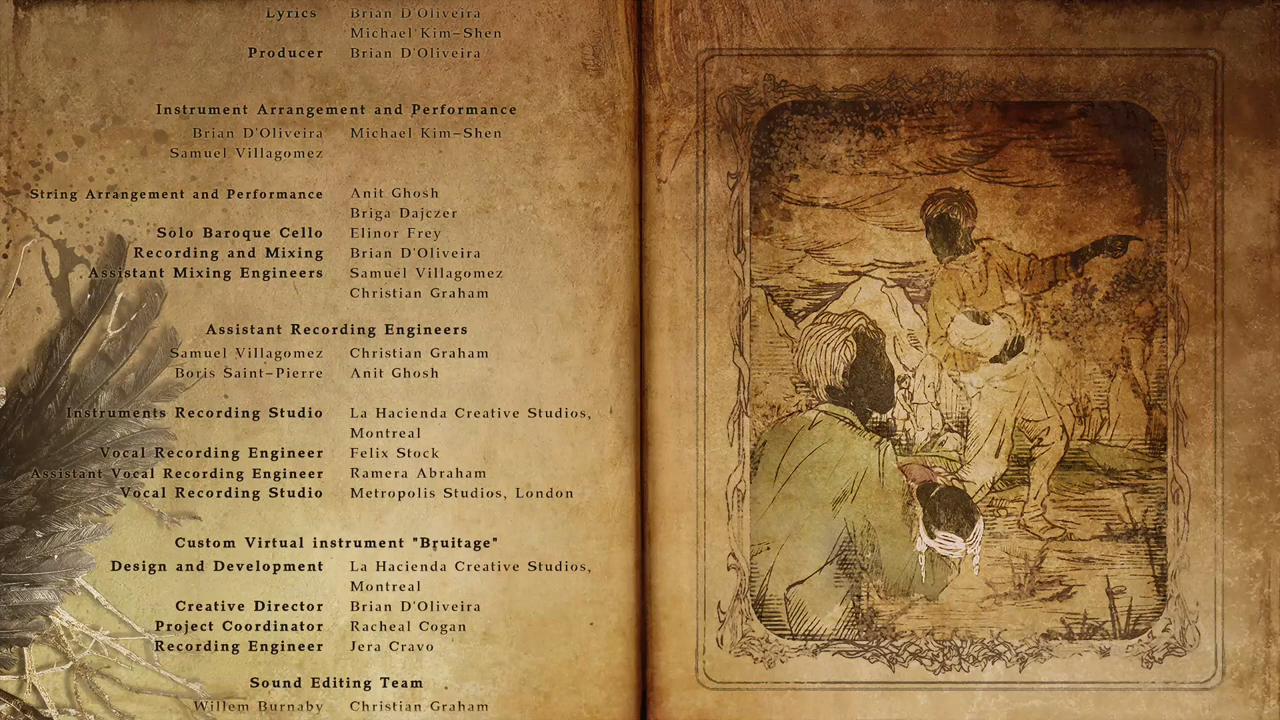 Lyrics Brian D'Oliveira
Michael Kim-Shen
Producer Brian D'Oliveira
Instrument Arrangement and Performance
Brian D'Oliveira Michael Kim-Shen
Samuel Villagomez
String Arrangement and Performance Anit Ghosh
Briga Dajczer
Solo Baroque Cello Elinor Frey
Recording and Mixing Brian D'Oliveira
Assistant Mixing Engineers Samuel Villagomez
Christian Graham
Assistant Recording Engineers
Samuel Villagomez Christian Graham
Boris Saint-Pierre Anit Ghosh
Instruments Recording Studio La Hacienda Creative Studios,
Montreal
Vocal Recording Engineer Felix Stock
Assistant Vocal Recording Engineer Ramera Abraham
Vocal Recording Studio Metropolis Studios, London
Custom Virtual instrument "Bruitage"
Design and Development La Hacienda Creative Studios,
Montreal
Creative Director Brian D'Oliveira
Project Coordinator Racheal Cogan
Recording Engineer Jera Cravo
Sound Editing Team
Willem Burnaby Christian Graham